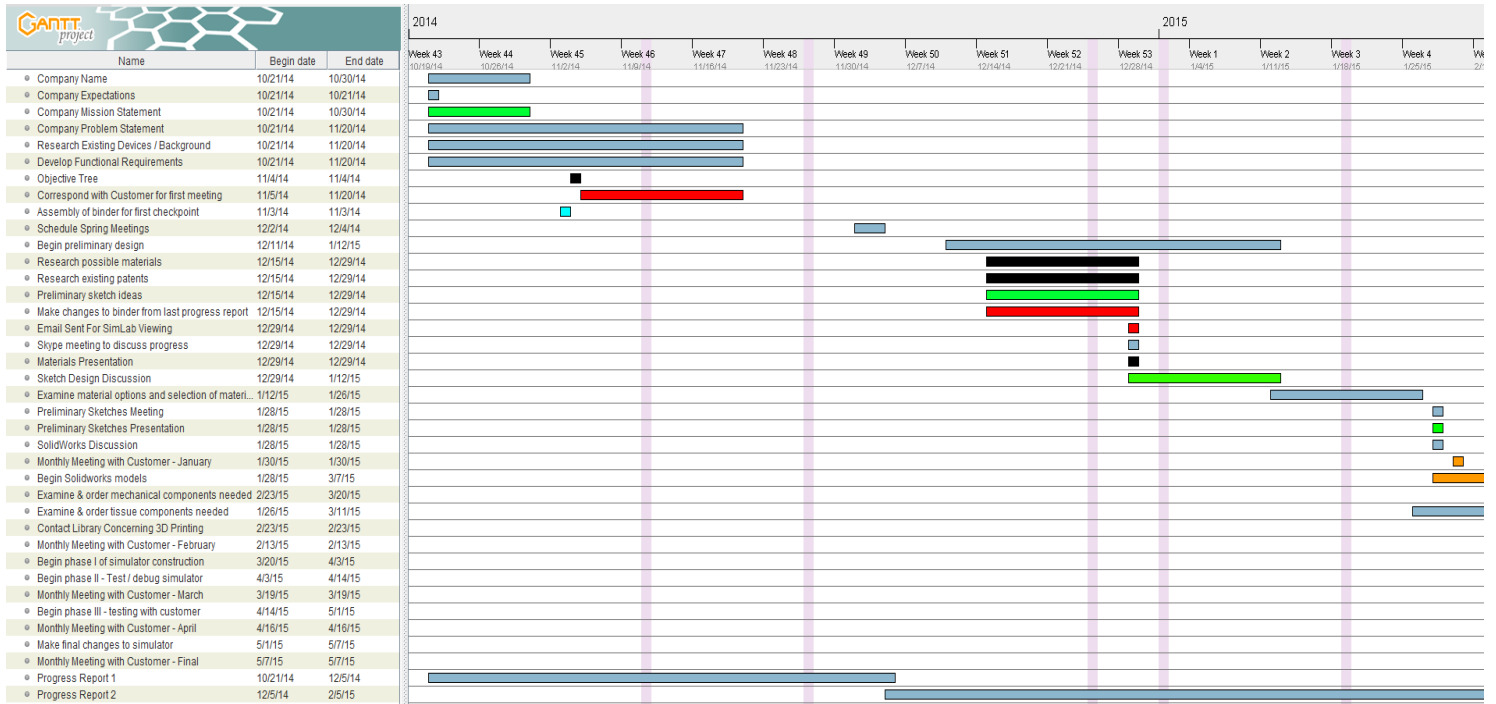 GANTT
project
2014 2015
Week 43 Week 44 Week 45 Week 46 Week 47 Week 48 Week 49 Week 50 Week 51 Week 52 Week 53 Week 1 Week 2 Week 3 Week 4 We
Name Begin date End date 10/19/14 10/26/14 11/2/14 11/9/14 11/16/14 11/23/14 11/30/14 12/7/14 12/14/14 12/21/14 12/28/14 1/4/15 1/11/15 1/18/15 1/25/15 2/1
Company Name 10/21/14 10/30/14
Company Expectations 10/21/14 10/21/14
Company Mission Statement 10/21/14 10/30/14
Company Problem Statement 10/21/14 11/20/14
Research Existing Devices / Background 10/21/14 11/20/14
Develop Functional Requirements 10/21/14 11/20/14
Objective Tree 11/4/14 11/4/14
Correspond with Customer for first meeting 11/5/14 11/20/14
Assembly of binder for first checkpoint 11/3/14 11/3/14
Schedule Spring Meetings 12/2/14 12/4/14
Begin preliminary design 12/11/14 1/12/15
Research possible materials 12/15/14 12/29/14
Research existing patents 12/15/14 12/29/14
Preliminary sketch ideas 12/15/14 12/29/14
Make changes to binder from last progress report 12/15/14 12/29/14
Email Sent For SimLab Viewing 12/29/14 12/29/14
Skype meeting to discuss progress 12/29/14 12/29/14
Materials Presentation 12/29/14 12/29/14
Sketch Design Discussion 12/29/14 1/12/15
Examine material options and selection of materi... 1/12/15 1/26/15
Preliminary Sketches Meeting 1/28/15 1/28/15
Preliminary Sketches Presentation 1/28/15 1/28/15
SolidWorks Discussion 1/28/15 1/28/15
Monthly Meeting with Customer - January 1/30/15 1/30/15
Begin Solidworks models 1/28/15 3/7/15
Examine & order mechanical components needed 2/23/15 3/20/15
Examine & order tissue components needed 1/26/15 3/11/15
Contact Library Concerning 3D Printing 2/23/15 2/23/15
Monthly Meeting with Customer - February 2/13/15 2/13/15
Begin phase I of simulator construction 3/20/15 4/3/15
Begin phase II - Test / debug simulator 4/3/15 4/14/15
Monthly Meeting with Customer - March 3/19/15 3/19/15
Begin phase III - testing with customer 4/14/15 5/1/15
Monthly Meeting with Customer - April 4/16/15 4/16/15
Make final changes to simulator 5/1/15 5/7/15
Monthly Meeting with Customer - Final 5/7/15 5/7/15
Progress Report 1 10/21/14 12/5/14
Progress Report 2 12/5/14 2/5/15